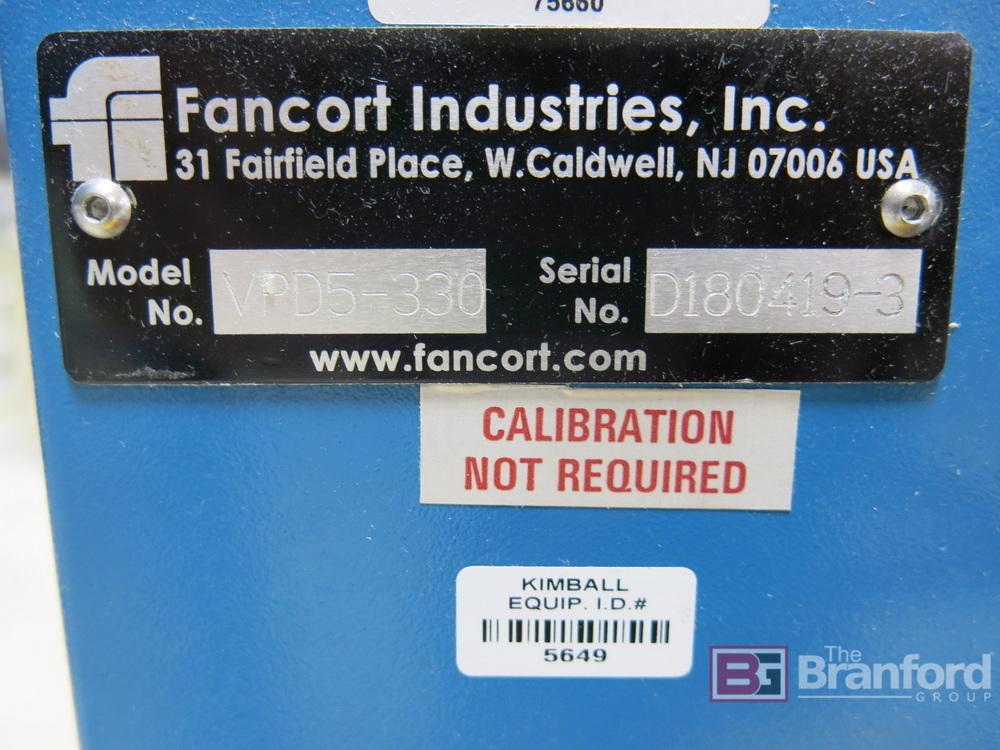 75660
Fancort Industries, Inc.
31 Fairfield Place, W.Caldwell, NJ 07006 USA
Model No. VPD5-330
Serial No. D180419-3
www.fancort.com
CALIBRATION
NOT REQUIRED
KIMBALL
EQUIP. I.D.#
5649
BG The Branford GROUP